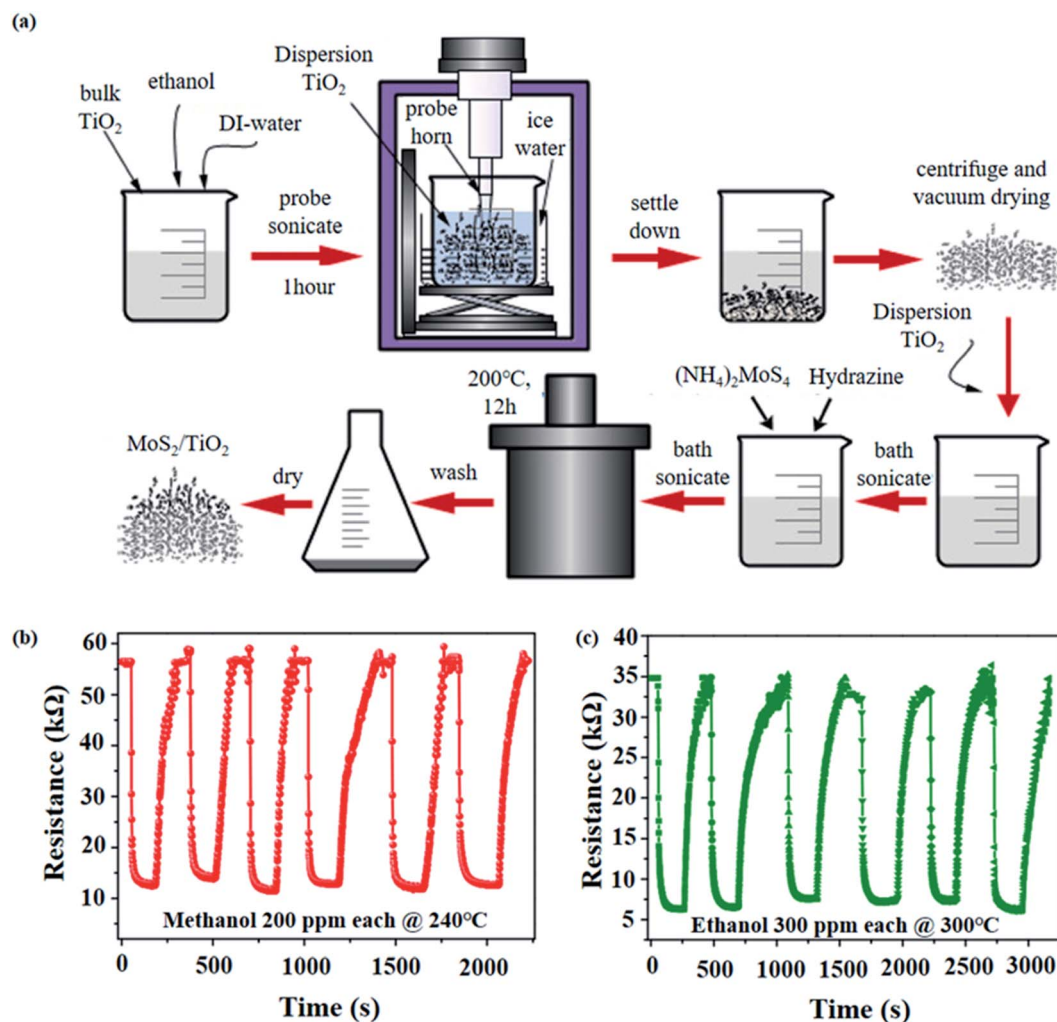 (a)
bulk
TiO2
ethanol
DI-water
probe
sonicate
1hour
Dispersion
TiO2
probe
horn
ice
water
settle
down
centrifuge and
vacuum drying
Dispersion
TiO2
bath
sonicate
(NH4)2MoS4
Hydrazine
bath
sonicate
200℃,
12h
wash
dry
MoS2/TiO2
(b)
Resistance (kΩ)
60
50
40
30
20
10
Methanol 200 ppm each @ 240℃
0 500 1000 1500 2000
Time (s)
(c)
Resistance (kΩ)
40
35
30
25
20
15
10
5
Ethanol 300 ppm each @ 300℃
0 500 1000 1500 2000 2500 3000
Time (s)